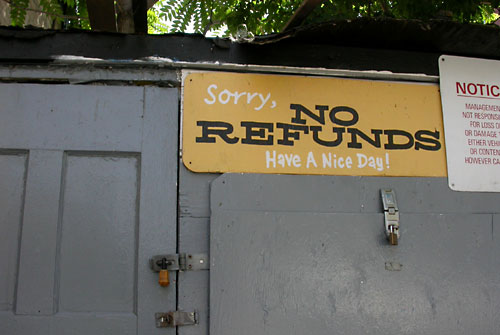 Sorry,
NO
REFUNDS
Have A Nice Day!
NOTIC
MANAGEMEN
NOT RESPONSI
FOR LOSS O
OR DAMAGE
EITHER VEHI
OR CONTEN
HOWEVER CA